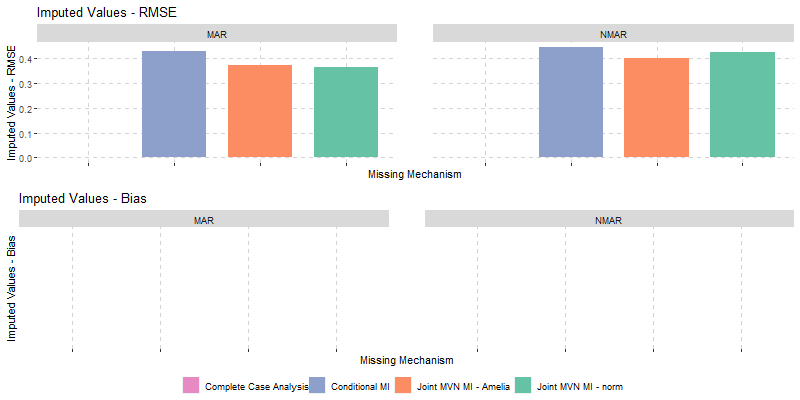 Imputed Values - RMSE
MAR
NMAR
Imputed Values - RMSE
0.4
0.3
0.2
0.1
0.0
Missing Mechanism
Imputed Values - Bias
MAR
NMAR
Imputed Values - Bias
Missing Mechanism
Complete Case Analysis Conditional MI Joint MVN MI - Amelia Joint MVN MI - norm